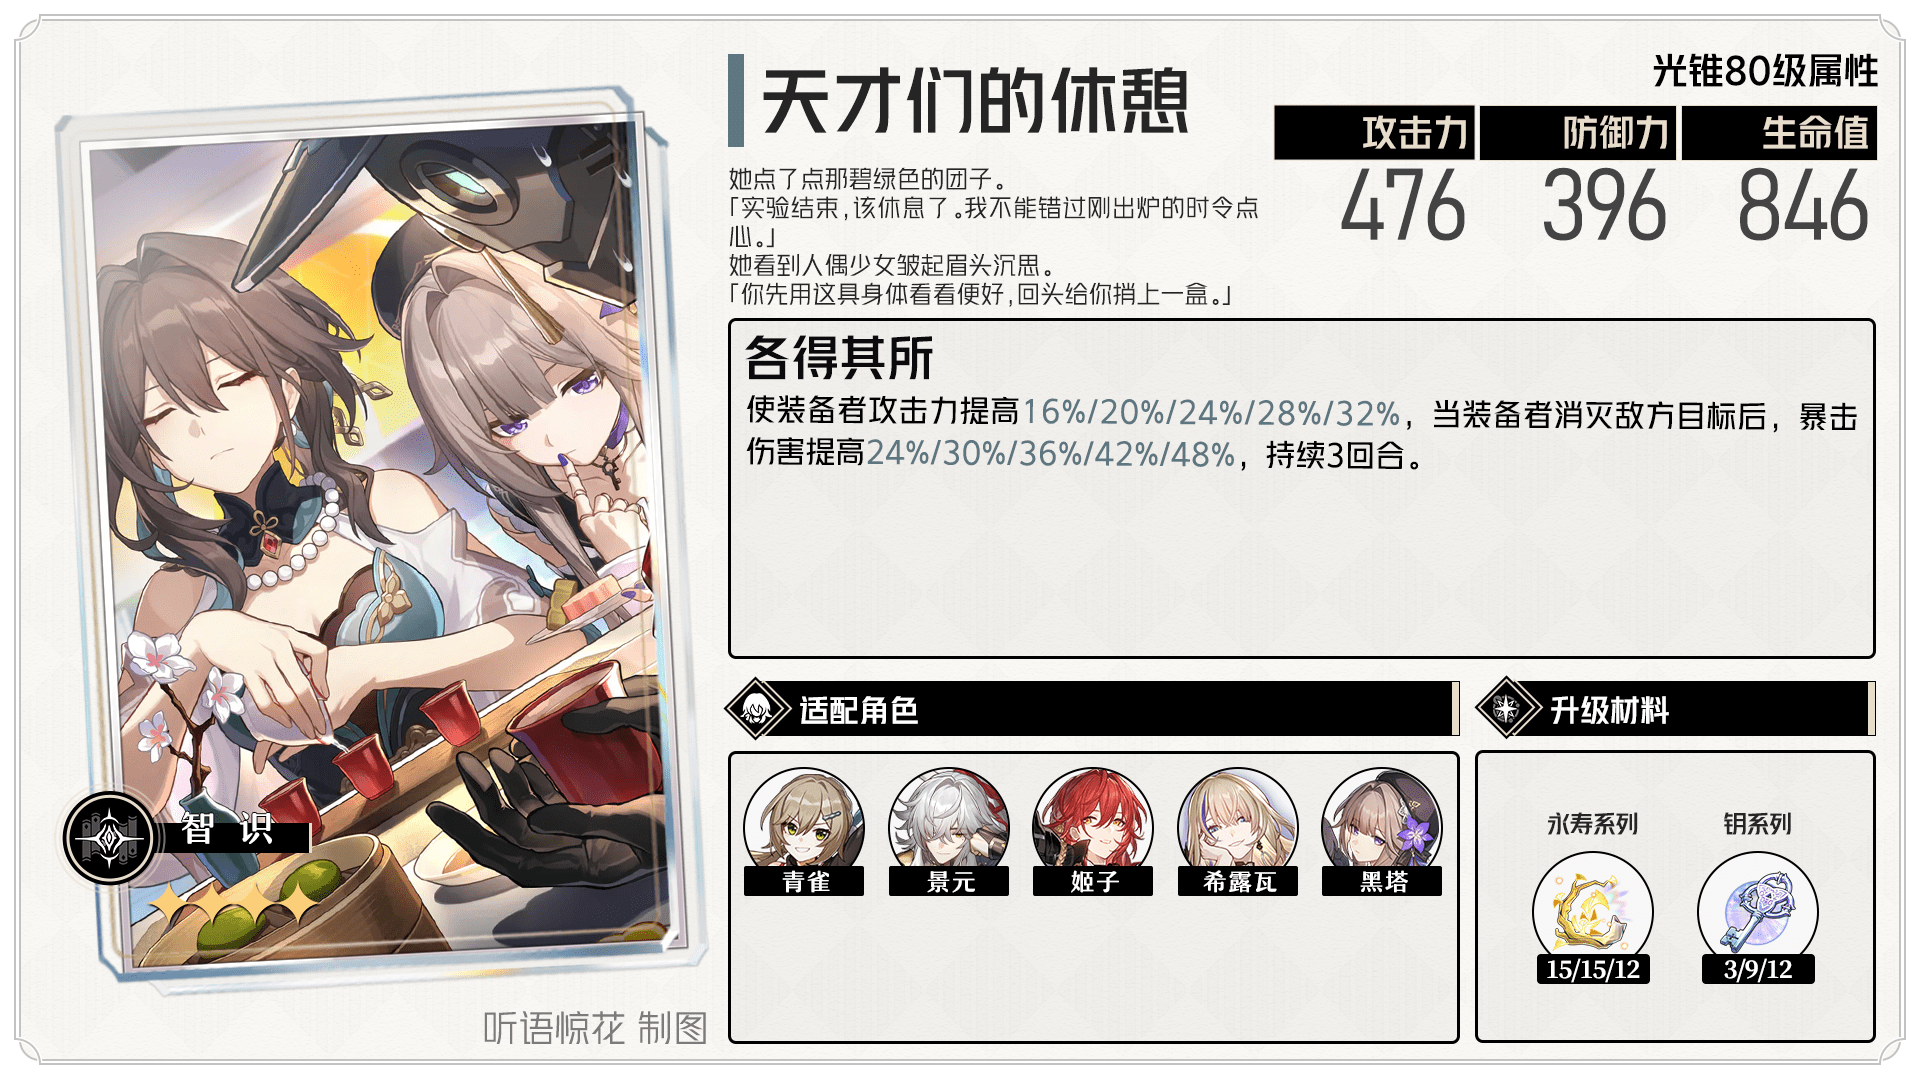 天才们的休憩
她点了点那碧绿色的团子。
「实验结束,该休息了。我不能错过刚出炉的时令点
心。」
她看到人偶少女皱起眉头沉思。
「你先用这具身体看看便好,回头给你捎上一盒。」
光锥80级属性
攻击力 防御力 生命值
476 396 846
各得其所
使装备者攻击力提高16%/20%/24%/28%/32%，当装备者消灭敌方目标后，暴击
伤害提高24%/30%/36%/42%/48%，持续3回合。
智识
适配角色
青雀 景元 姬子 希露瓦 黑塔
升级材料
永寿系列 钥系列
15/15/12 3/9/12
听语惊花 制图